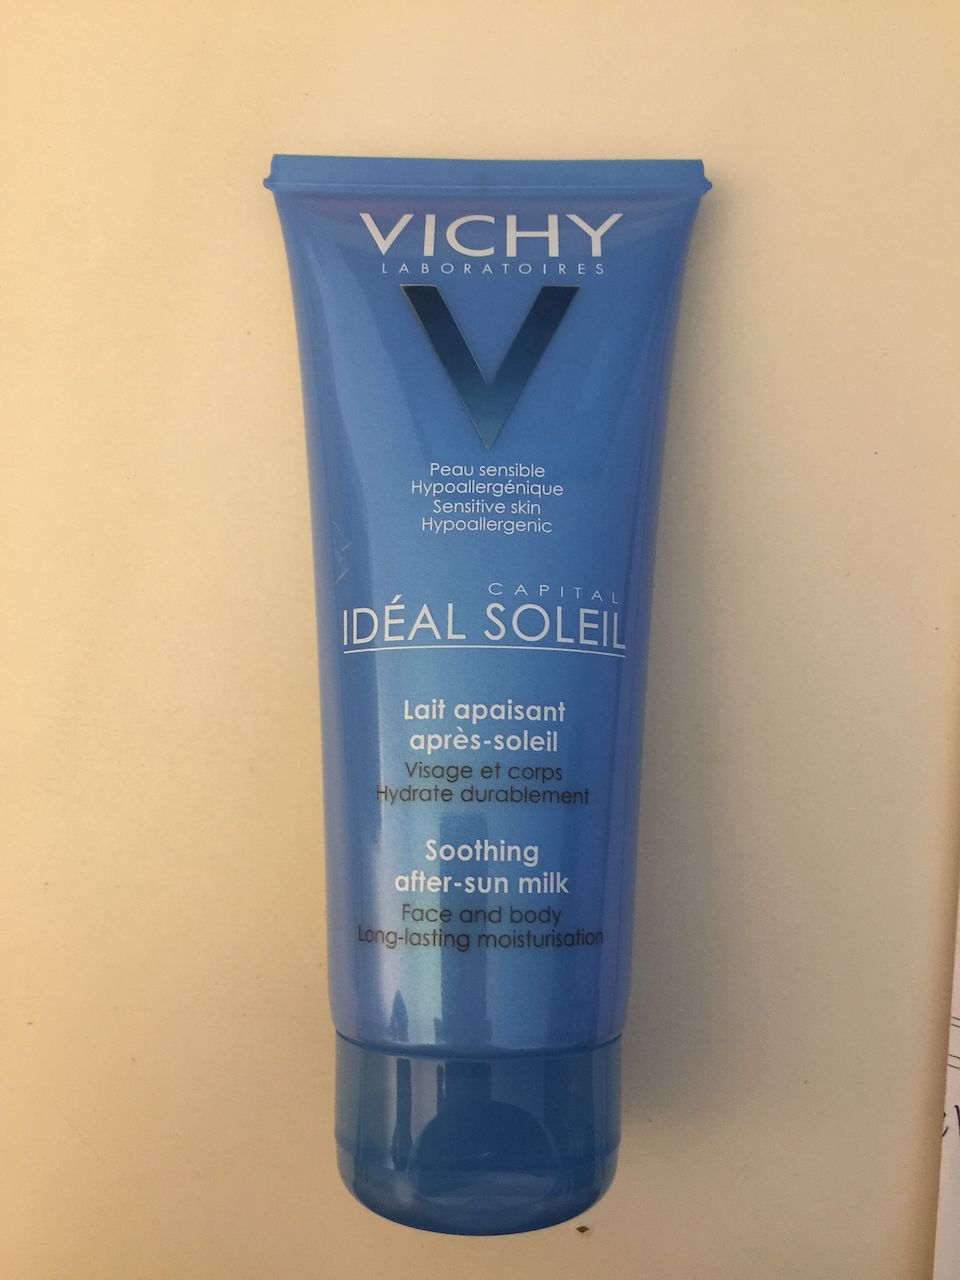 VICHY
LABORATOIRES
V
Peau sensible
Hypoallergénique
Sensitive skin
Hypoallergenic
CAPITAL
IDÉAL SOLEIL
Lait apaisant
après-soleil
Visage et corps
Hydrate durablement
Soothing
after-sun milk
Face and body
Long-lasting moisturisation